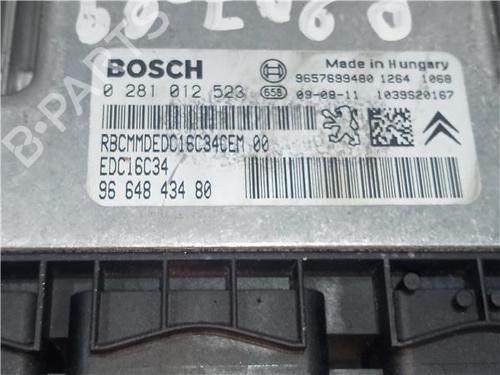 BOSCH
Made in Hungary
9657699480 1264 1068
0 281 012 523
658
09-08-11 1039S20167
RBCMMDEDC16C34CEM 00
EDC16C34
96 648 434 80
B-PARTS